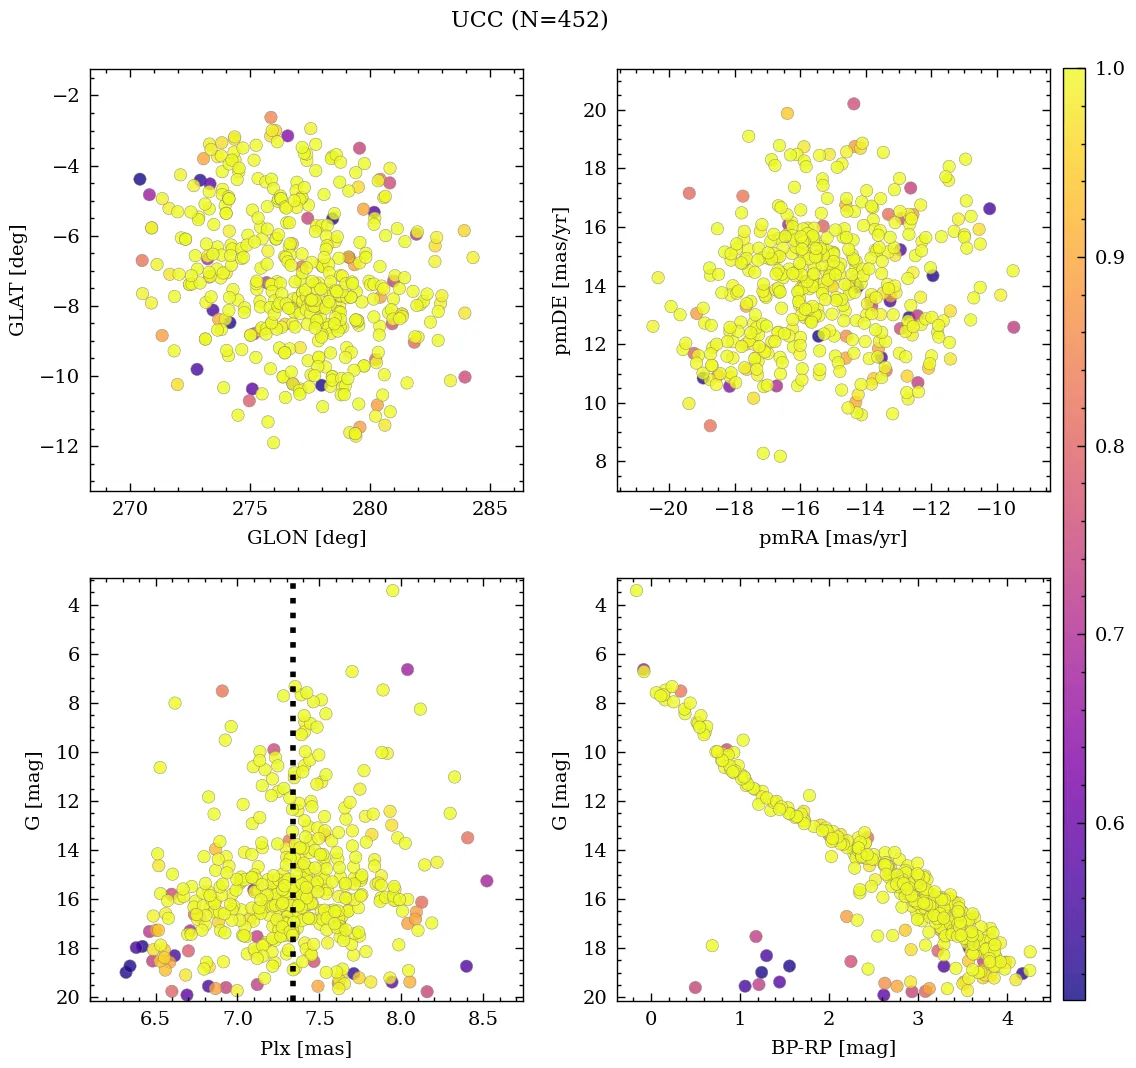 UCC (N=452)
−2
−4
−6
−8
−10
−12
GLAT [deg]
270 275 280 285
GLON [deg]
20
18
16
14
12
10
8
pmDE [mas/yr]
−20 −18 −16 −14 −12 −10
pmRA [mas/yr]
1.0
0.9
0.8
0.7
0.6
4
6
8
10
12
14
16
18
20
G [mag]
6.5 7.0 7.5 8.0 8.5
Plx [mas]
4
6
8
10
12
14
16
18
20
G [mag]
0 1 2 3 4
BP-RP [mag]